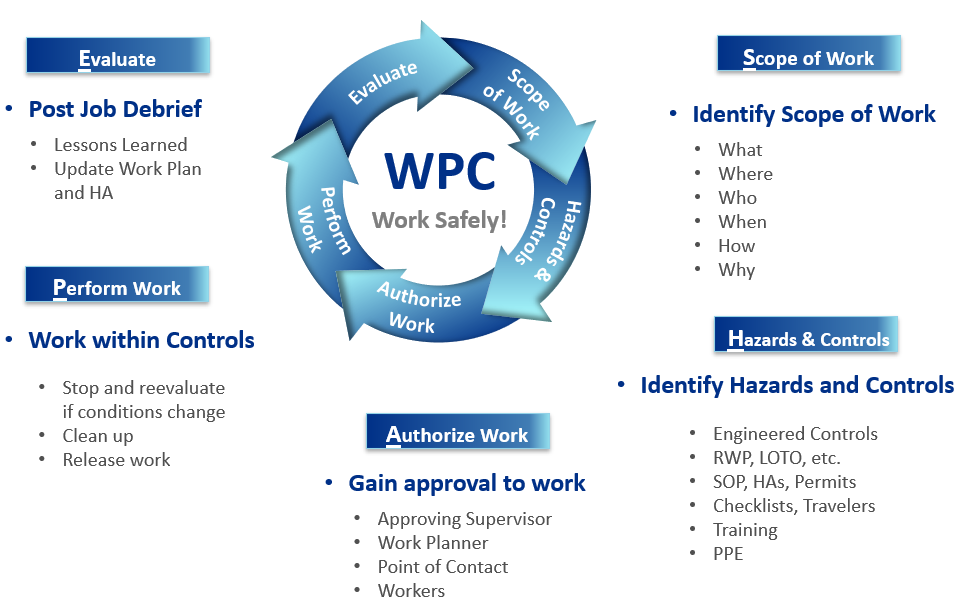 Evaluate
• Post Job Debrief
• Lessons Learned
• Update Work Plan
and HA
Perform Work
• Work within Controls
• Stop and reevaluate
if conditions change
• Clean up
• Release work
Evaluate
Scope
of Work
Hazards &
Controls
Authorize
Work
Perform
Work
WPC
Work Safely!
Authorize Work
• Gain approval to work
• Approving Supervisor
• Work Planner
• Point of Contact
• Workers
Scope of Work
• Identify Scope of Work
• What
• Where
• Who
• When
• How
• Why
Hazards & Controls
• Identify Hazards and Controls
• Engineered Controls
• RWP, LOTO, etc.
• SOP, HAs, Permits
• Checklists, Travelers
• Training
• PPE